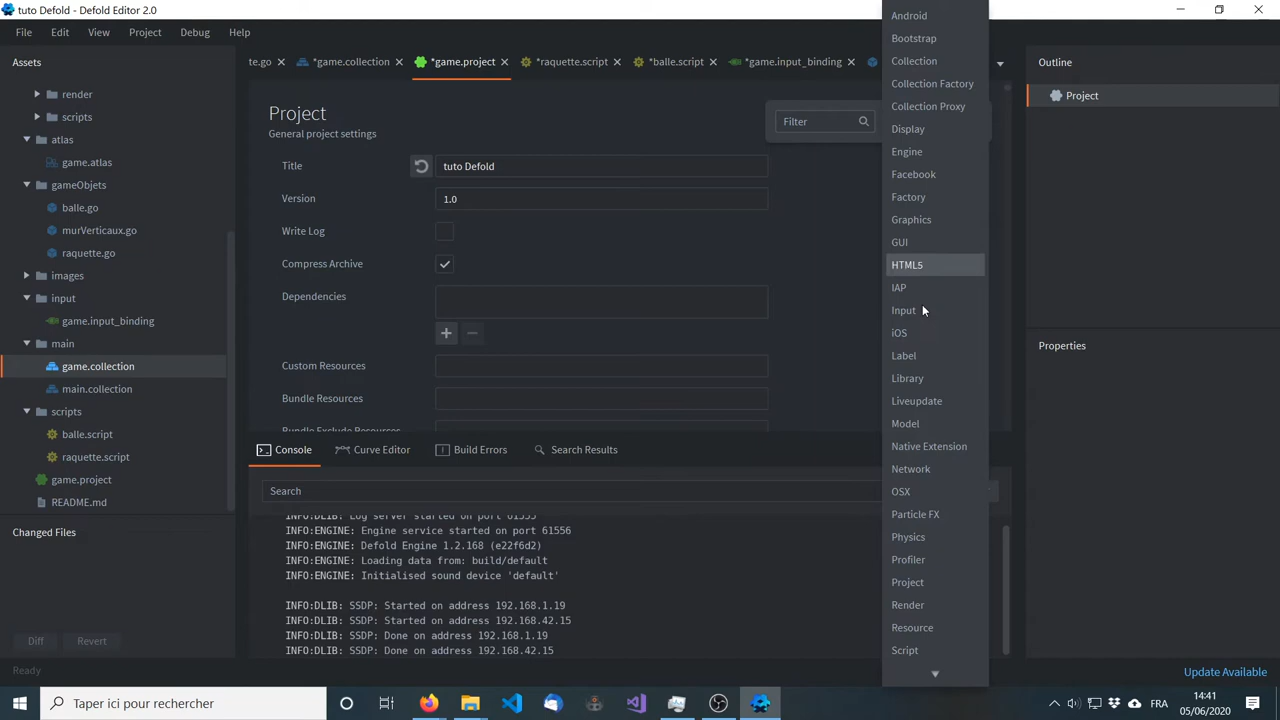 tuto Defold - Defold Editor 2.0
File Edit View Project Debug Help
Assets
render
scripts
atlas
game.atlas
gameObjets
balle.go
murVerticaux.go
raquette.go
images
input
game.input_binding
main
game.collection
main.collection
scripts
balle.script
raquette.script
game.project
README.md
Changed Files
Diff Revert
Ready
te.go *game.collection *game.project *raquette.script *balle.script *game.input_binding
Project
General project settings
Filter
Title tuto Defold
Version 1.0
Write Log
Compress Archive
Dependencies
Custom Resources
Bundle Resources
Console Curve Editor Build Errors Search Results
Search
INFO:ENGINE: Engine service started on port 61556
INFO:ENGINE: Defold Engine 1.2.168 (e22f6d2)
INFO:ENGINE: Loading data from: build/default
INFO:ENGINE: Initialised sound device 'default'
INFO:DLIB: SSDP: Started on address 192.168.1.19
INFO:DLIB: SSDP: Started on address 192.168.42.15
INFO:DLIB: SSDP: Done on address 192.168.1.19
INFO:DLIB: SSDP: Done on address 192.168.42.15
Android
Bootstrap
Collection
Collection Factory
Collection Proxy
Display
Engine
Facebook
Factory
Graphics
GUI
HTML5
IAP
Input
iOS
Label
Library
Liveupdate
Model
Native Extension
Network
OSX
Particle FX
Physics
Profiler
Project
Render
Resource
Script
Outline
Project
Properties
Update Available
Taper ici pour rechercher
FRA
14:41
05/06/2020